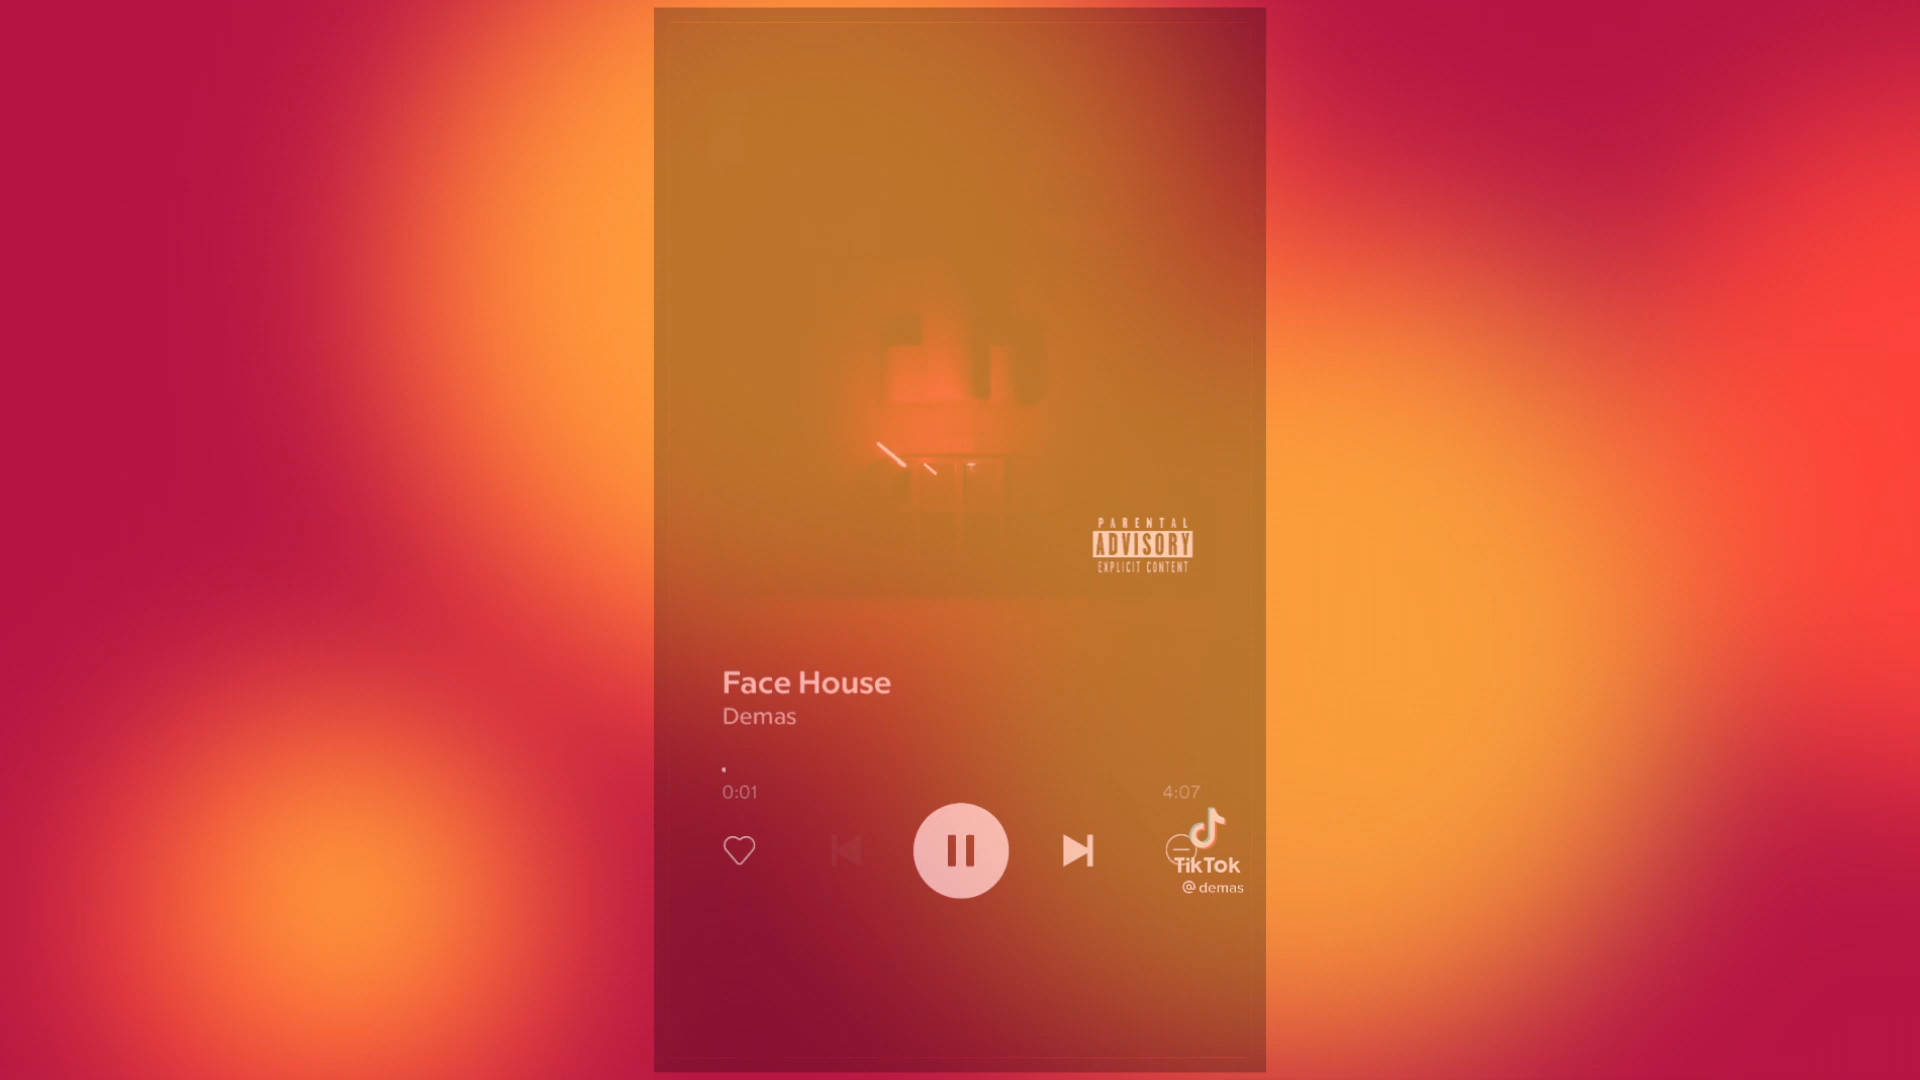 PARENTAL
ADVISORY
EXPLICIT CONTENT
Face House
Demas
0:01
4:07
TikTok
@demas